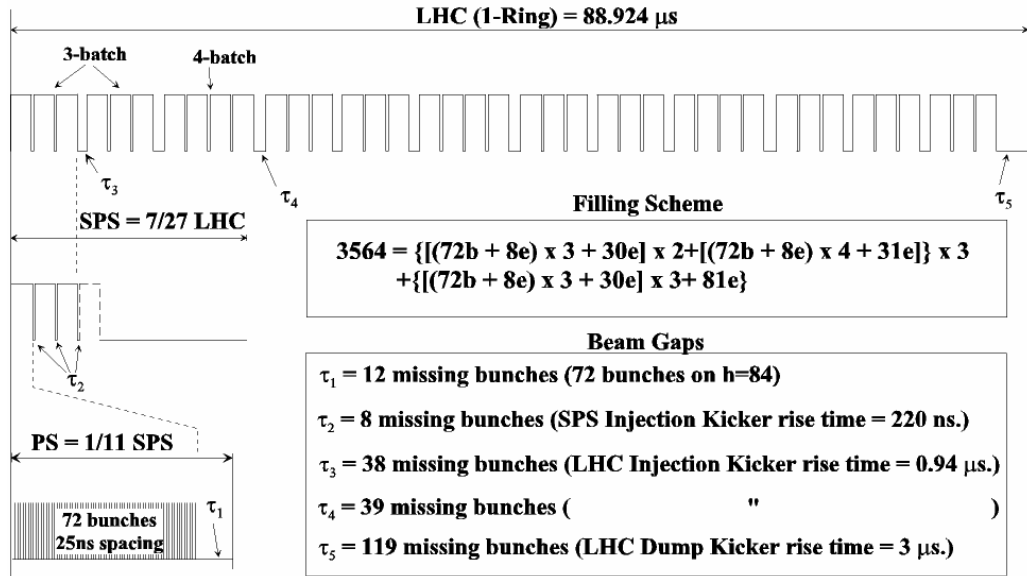 LHC (1-Ring) = 88.924 μs
3-batch
4-batch
τ3
τ4
τ5
SPS = 7/27 LHC
Filling Scheme
3564 = {[(72b + 8e) x 3 + 30e] x 2+[(72b + 8e) x 4 + 31e]} x 3
+{[(72b + 8e) x 3 + 30e] x 3+ 81e}
τ2
Beam Gaps
τ1 = 12 missing bunches (72 bunches on h=84)
τ2 = 8 missing bunches (SPS Injection Kicker rise time = 220 ns.)
τ3 = 38 missing bunches (LHC Injection Kicker rise time = 0.94 μs.)
τ4 = 39 missing bunches ( " )
τ5 = 119 missing bunches (LHC Dump Kicker rise time = 3 μs.)
PS = 1/11 SPS
τ1
72 bunches
25ns spacing